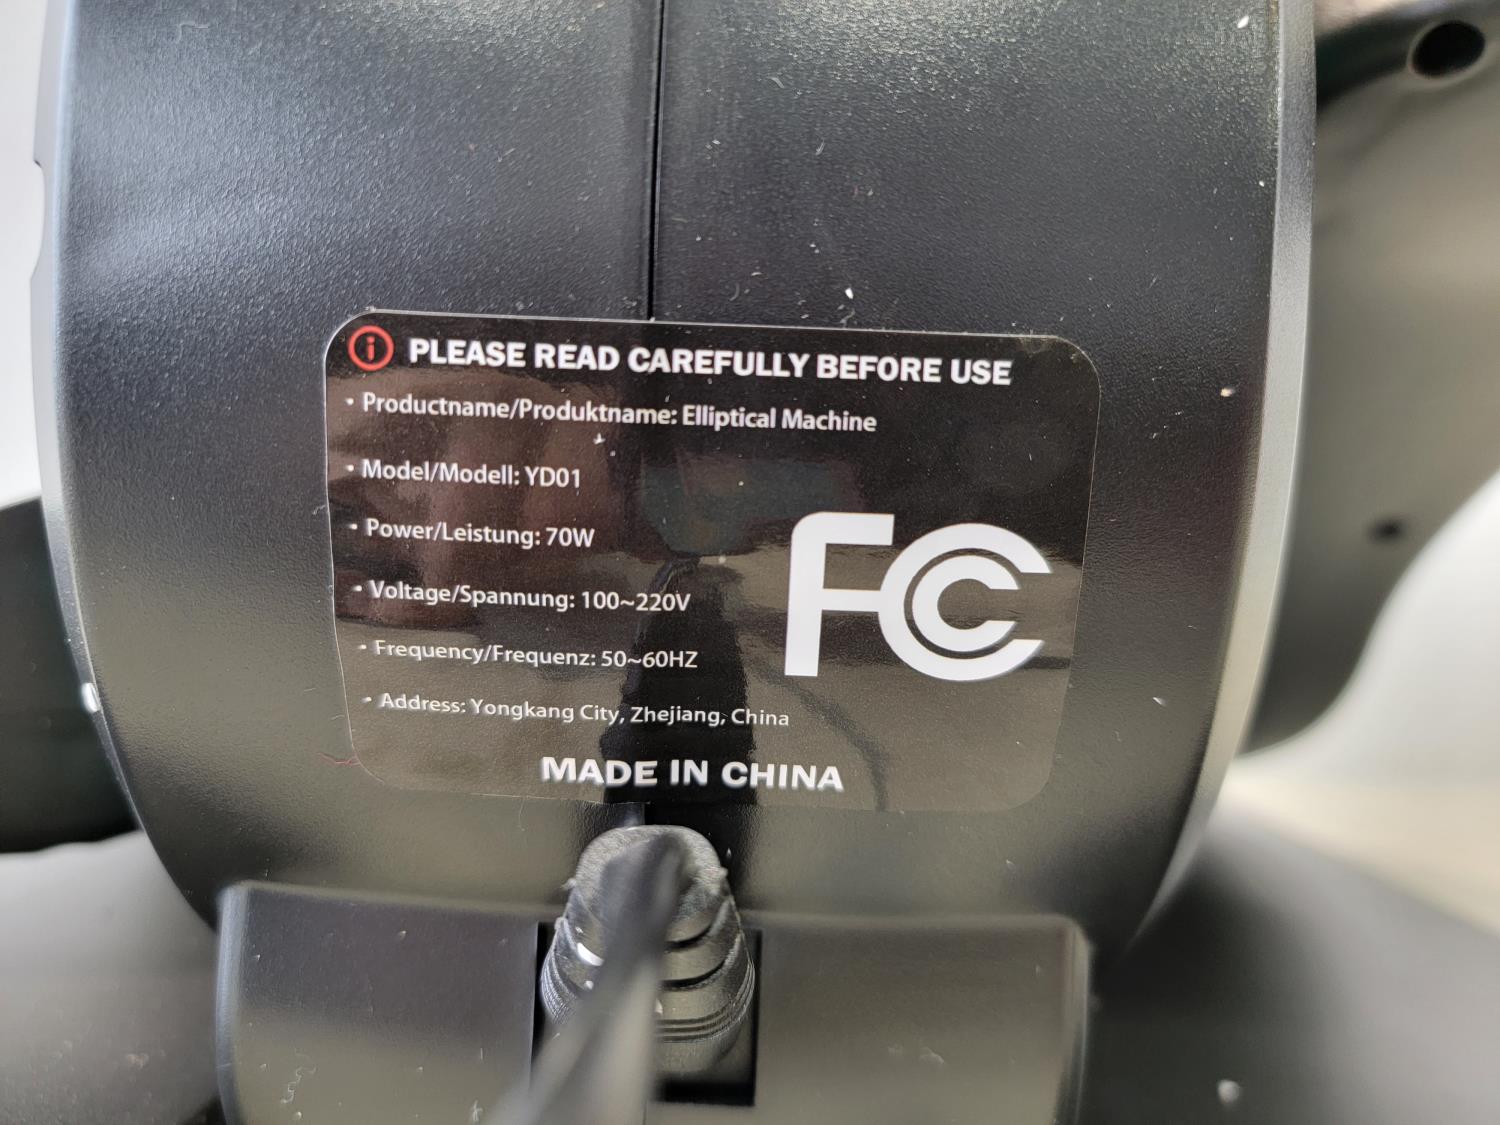 PLEASE READ CAREFULLY BEFORE USE
· Productname/Produktname: Elliptical Machine
· Model/Modell: YD01
· Power/Leistung: 70W
· Voltage/Spannung: 100~220V
· Frequency/Frequenz: 50~60HZ
· Address: Yongkang City, Zhejiang, China
FC
MADE IN CHINA